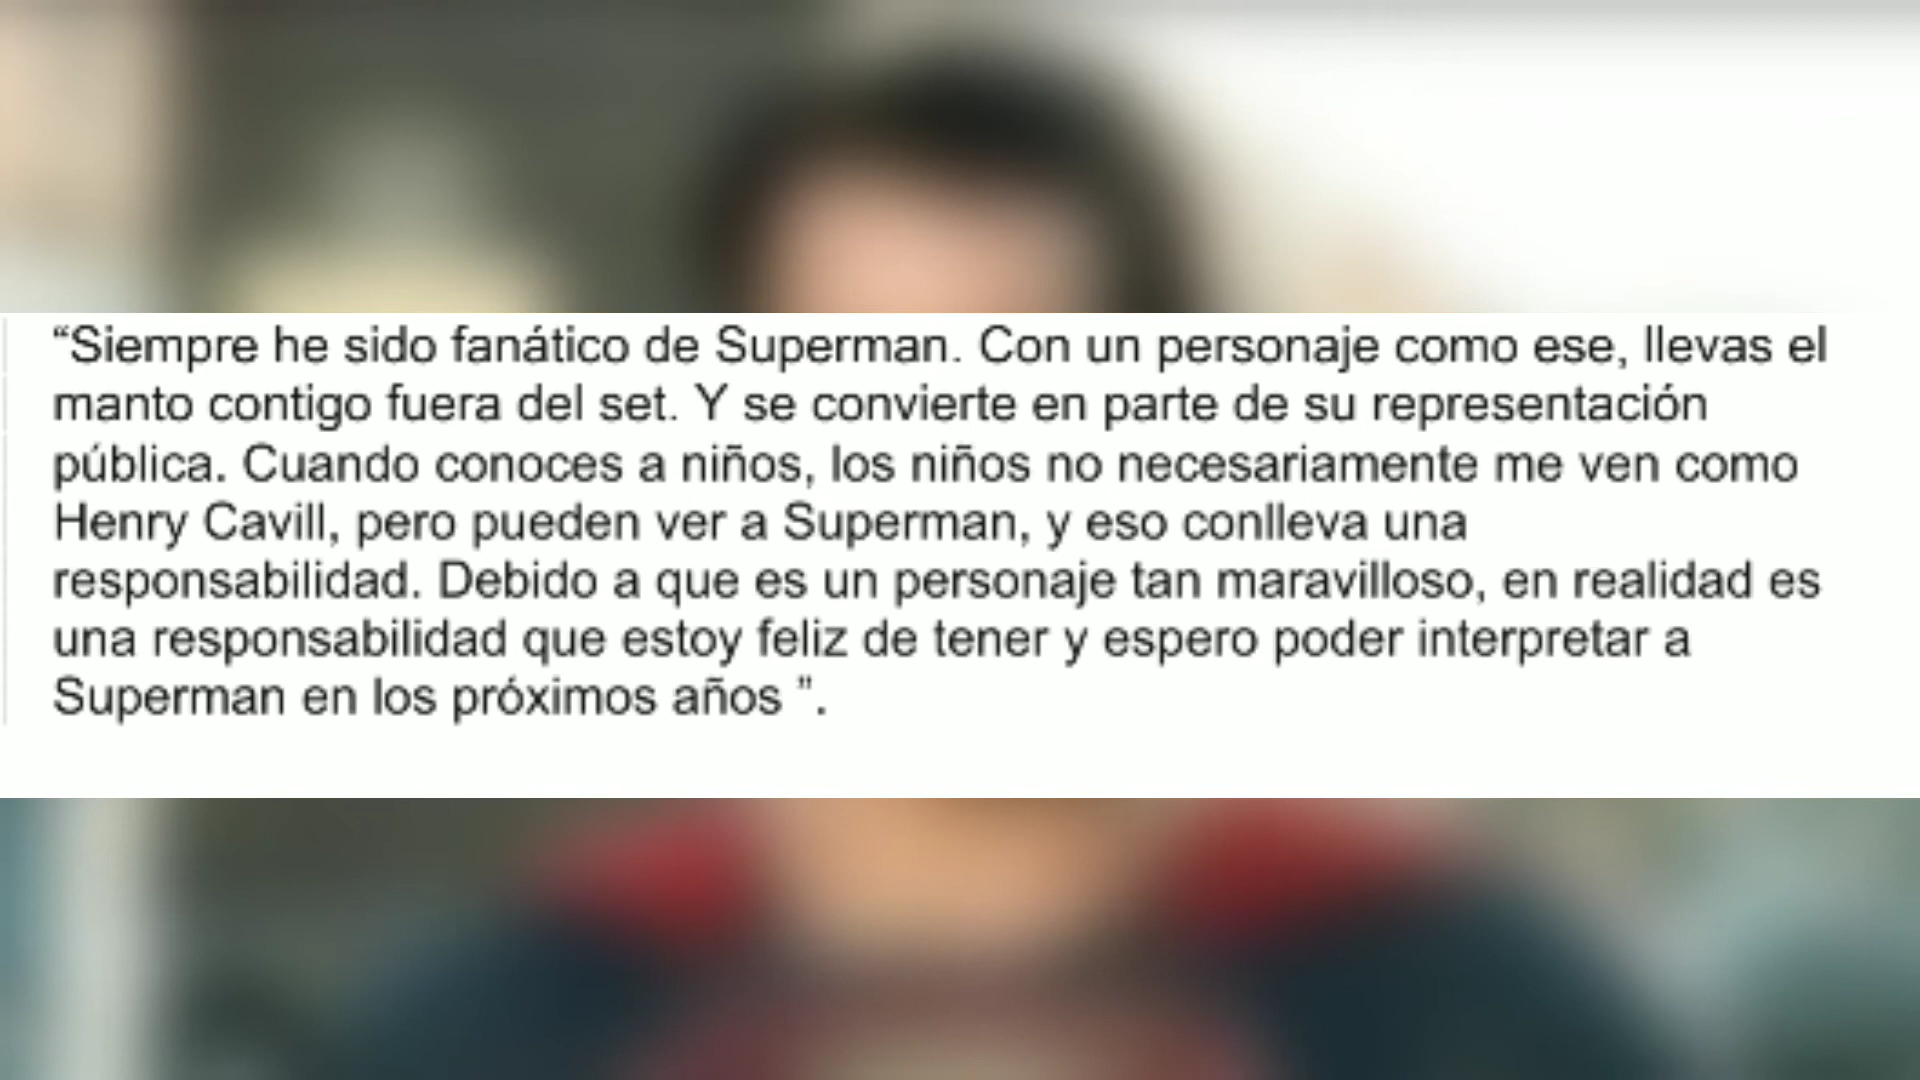 “Siempre he sido fanático de Superman. Con un personaje como ese, llevas el
manto contigo fuera del set. Y se convierte en parte de su representación
pública. Cuando conoces a niños, los niños no necesariamente me ven como
Henry Cavill, pero pueden ver a Superman, y eso conlleva una
responsabilidad. Debido a que es un personaje tan maravilloso, en realidad es
una responsabilidad que estoy feliz de tener y espero poder interpretar a
Superman en los próximos años ”.